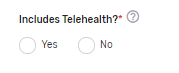 Includes Telehealth?* ?
Yes No